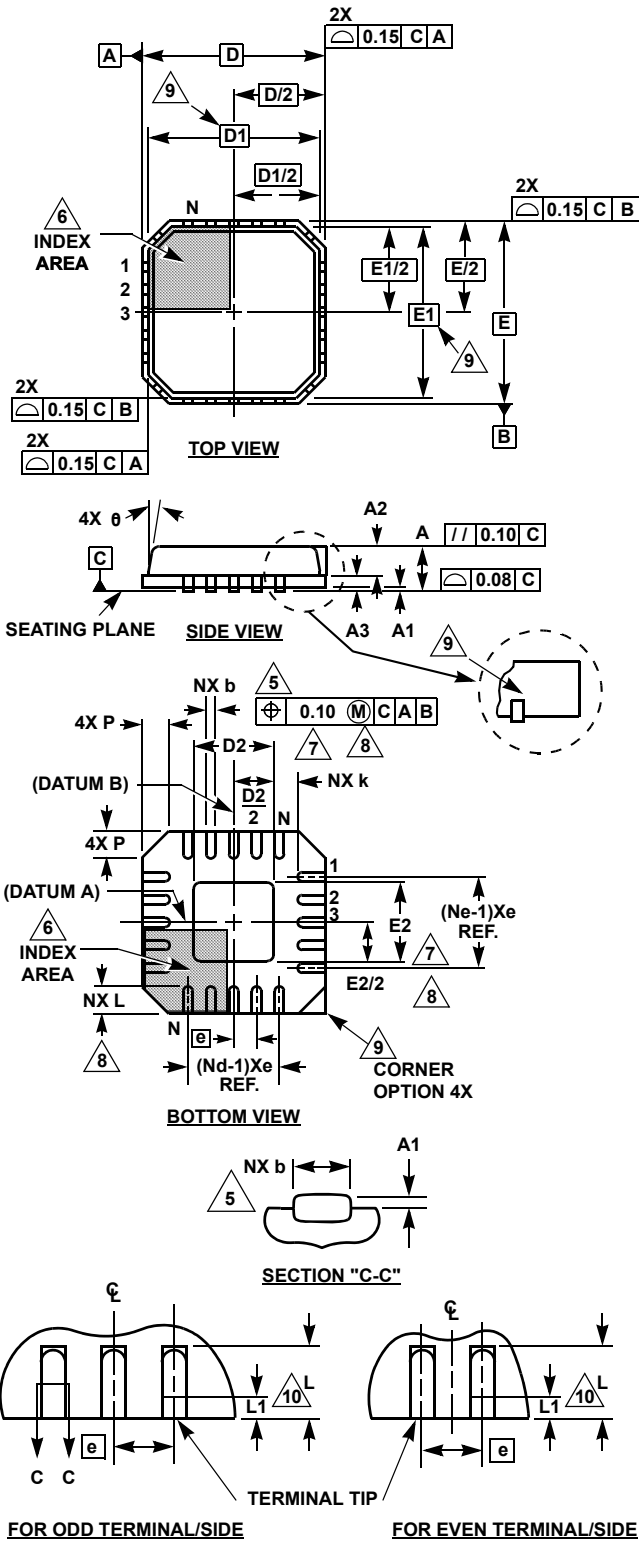 2X
⌓ 0.15 C A
A
D
D/2
9
D1
D1/2
2X
⌓ 0.15 C B
6
INDEX
AREA
N
1
2
3
E1/2
E/2
E1
E
9
2X
⌓ 0.15 C B
2X
⌓ 0.15 C A
B
TOP VIEW
4X θ
A2
A
// 0.10 C
C
⌓ 0.08 C
SEATING PLANE
SIDE VIEW
A3
A1
9
NX b
5
⌖ 0.10 Ⓜ C A B
4X P
D2
7
8
(DATUM B)
D2
2
N
NX k
4X P
1
(DATUM A)
2
3
(Ne-1)Xe
REF.
E2
6
INDEX
AREA
7
E2/2
8
NX L
N
e
8
(Nd-1)Xe
REF.
9
CORNER
OPTION 4X
BOTTOM VIEW
NX b
A1
5
SECTION "C-C"
℄
℄
L
10
L1
L
10
L1
e
e
C
C
TERMINAL TIP
FOR ODD TERMINAL/SIDE
FOR EVEN TERMINAL/SIDE